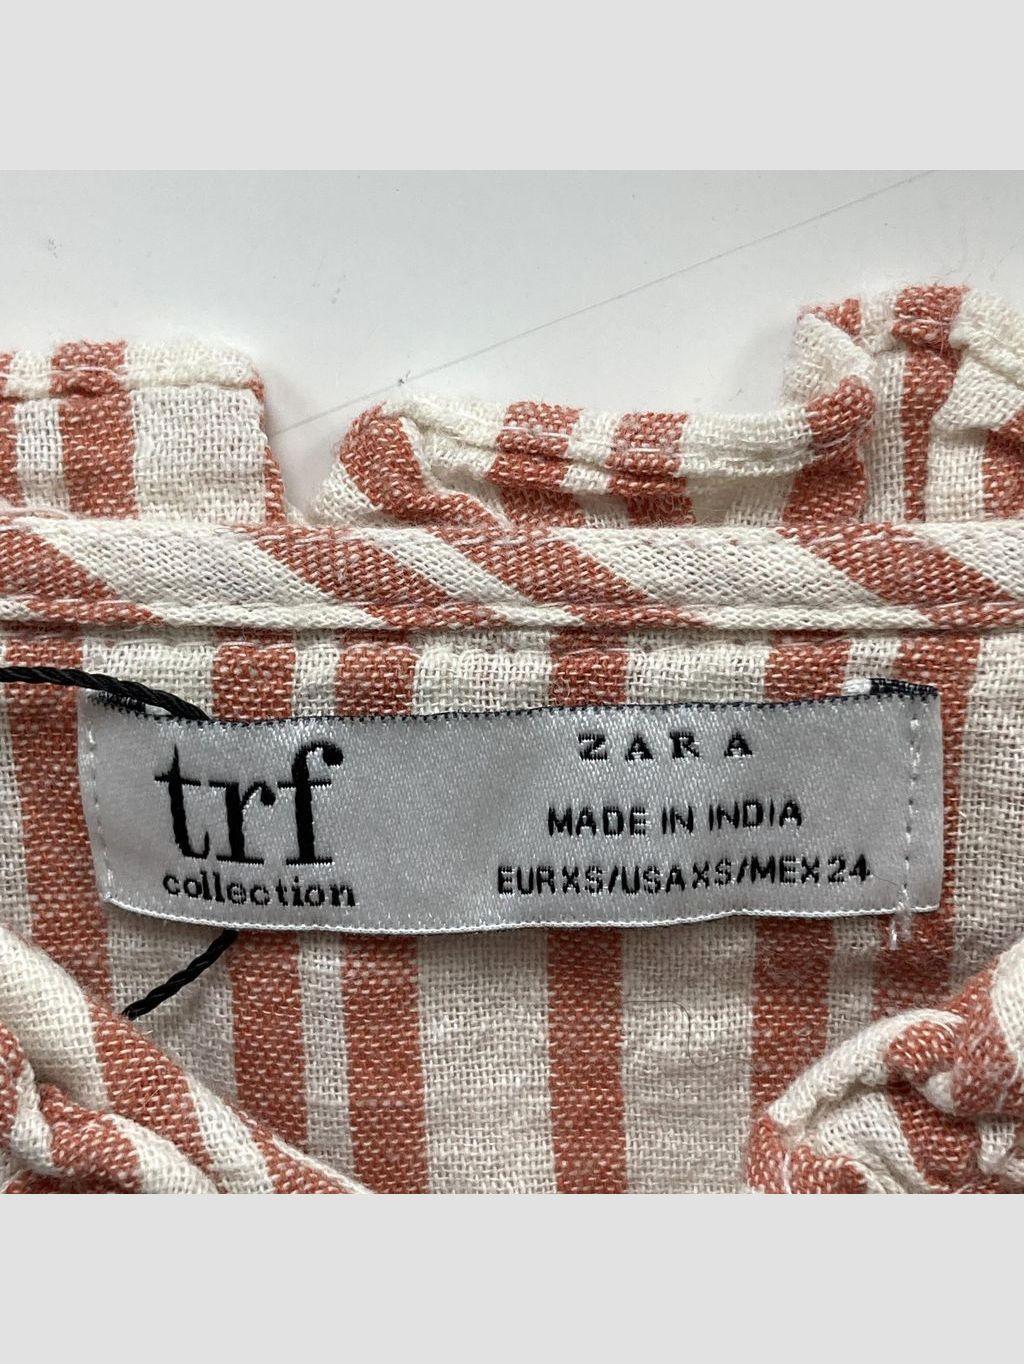 trf
collection
ZARA
MADE IN INDIA
EUR XS/USA XS/MEX 24